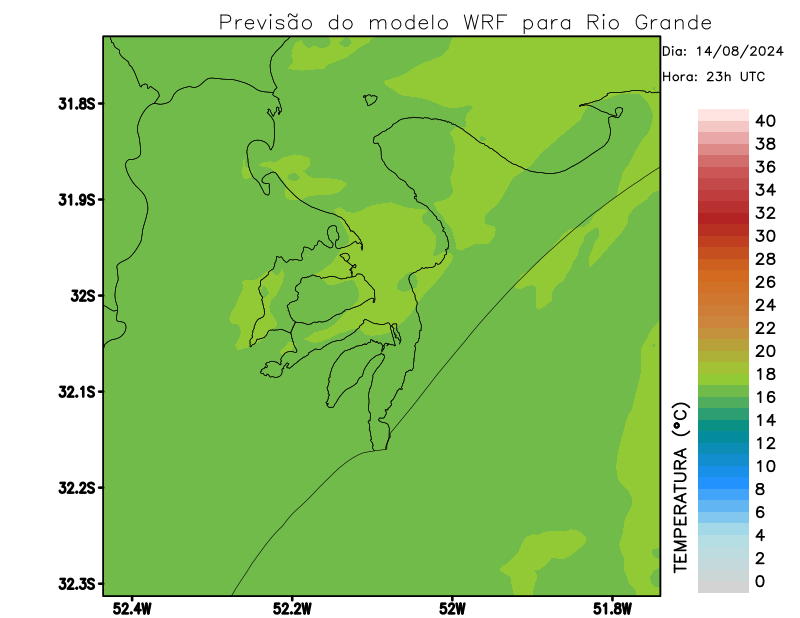 Previsão do modelo WRF para Rio Grande
Dia: 14/08/2024
Hora: 23h UTC
31.8S
31.9S
32S
32.1S
32.2S
32.3S
52.4W
52.2W
52W
51.8W
TEMPERATURA (°C)
40
38
36
34
32
30
28
26
24
22
20
18
16
14
12
10
8
6
4
2
0